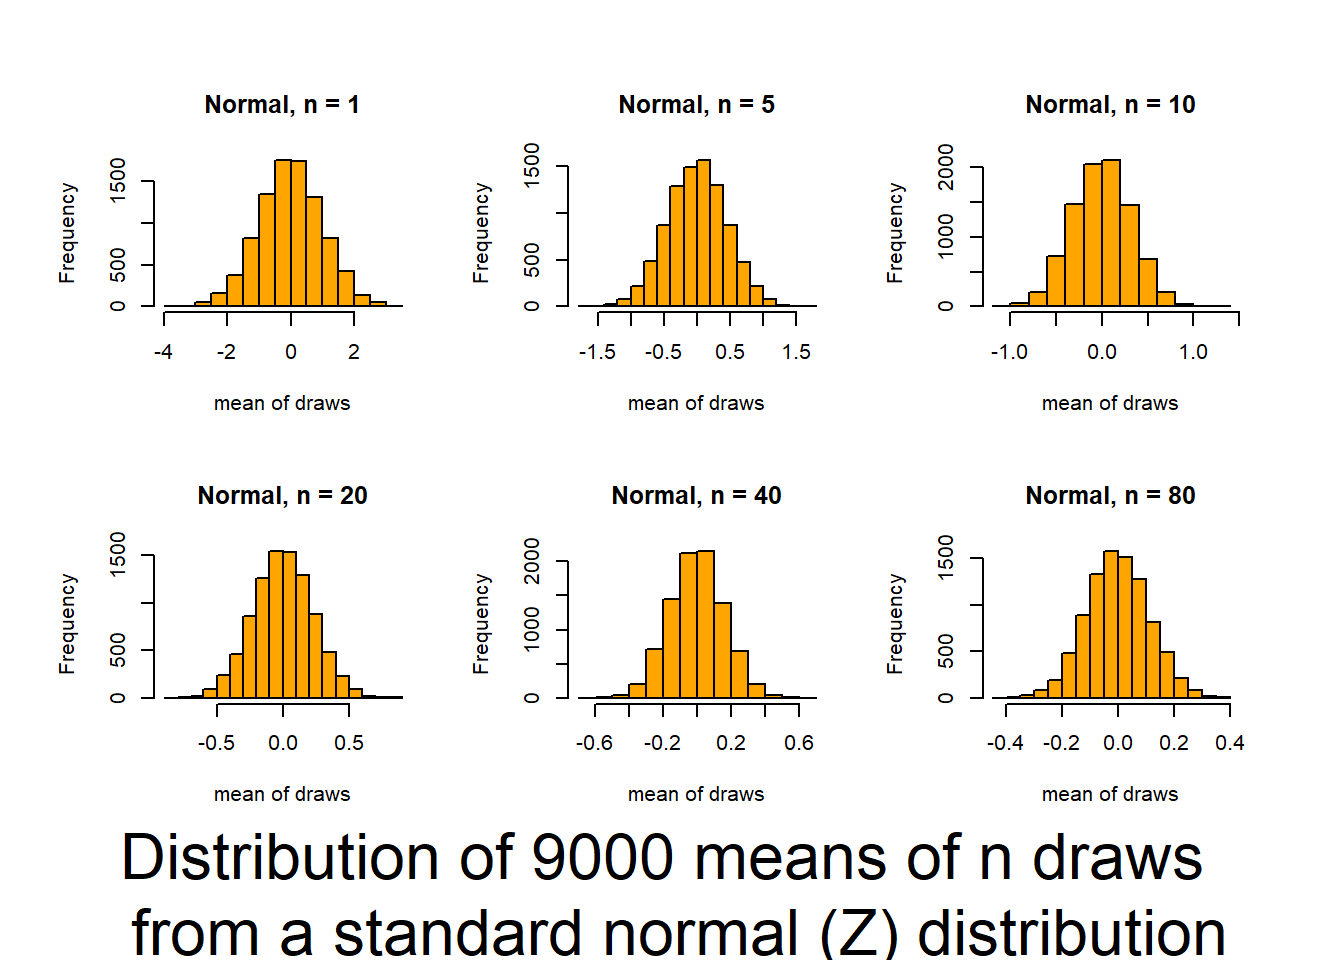 Normal, n = 1
Frequency
0 500 1500
-4 -2 0 2
mean of draws
Normal, n = 5
Frequency
0 500 1500
-1.5 -0.5 0.5 1.5
mean of draws
Normal, n = 10
Frequency
0 1000 2000
-1.0 0.0 1.0
mean of draws
Normal, n = 20
Frequency
0 500 1500
-0.5 0.0 0.5
mean of draws
Normal, n = 40
Frequency
0 1000 2000
-0.6 -0.2 0.2 0.6
mean of draws
Normal, n = 80
Frequency
0 500 1500
-0.4 -0.2 0.0 0.2 0.4
mean of draws
Distribution of 9000 means of n draws
from a standard normal (Z) distribution